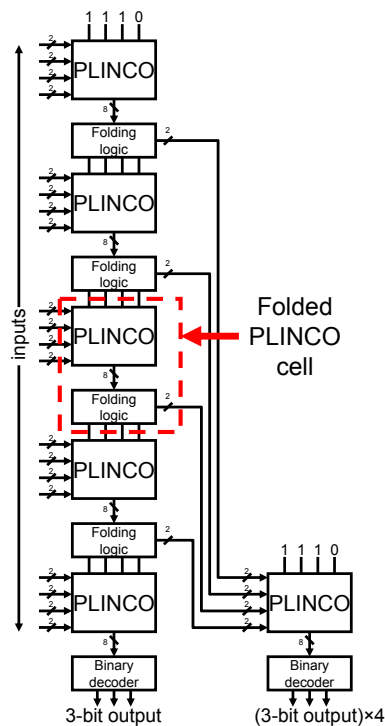 1 1 1 0
2
2
2
2
PLINCO
8
Folding
logic
2
2
2
2
2
PLINCO
8
Folding
logic
2
2
2
2
2
PLINCO
8
Folding
logic
2
Folded
PLINCO
cell
inputs
2
2
2
2
PLINCO
8
Folding
logic
2
2
2
2
2
PLINCO
8
Binary
decoder
3-bit output
1 1 1 0
2
2
2
2
PLINCO
8
Binary
decoder
(3-bit output)×4